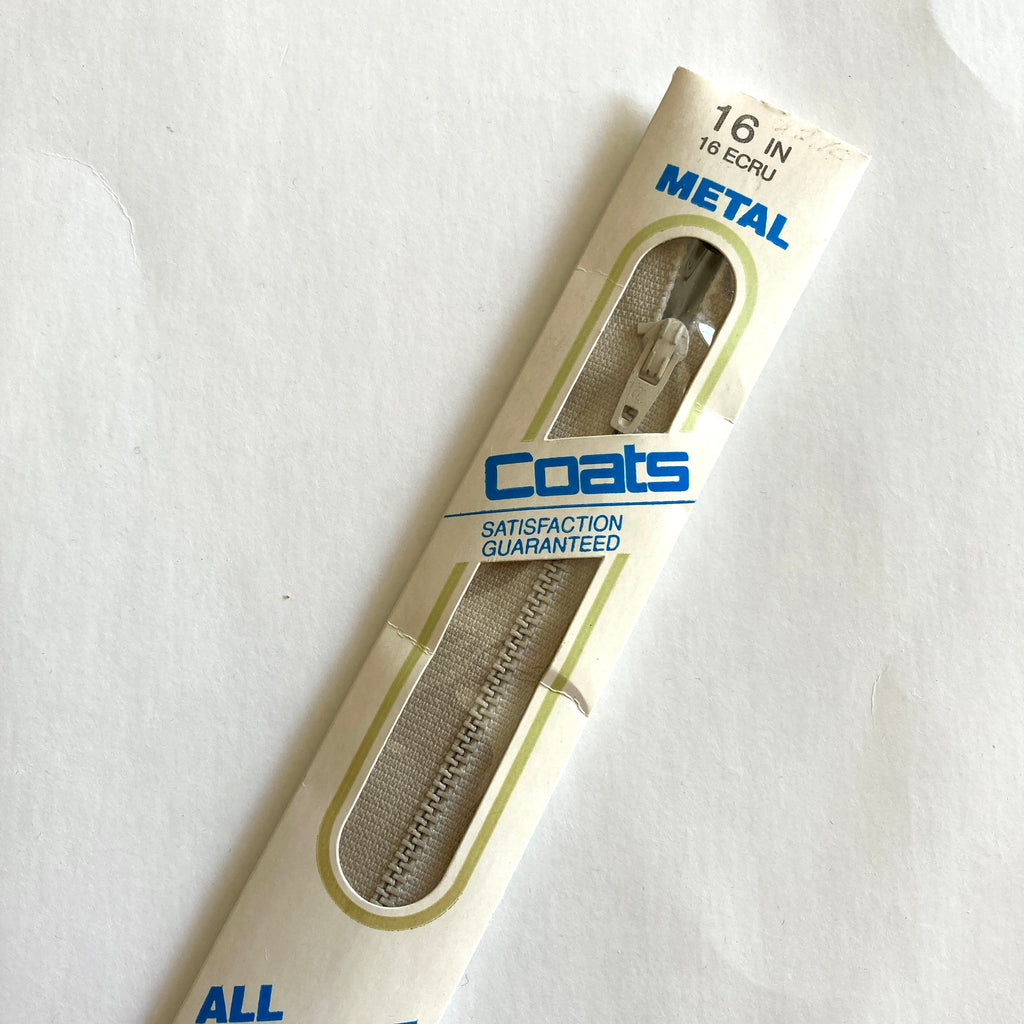 16 IN
16 ECRU
METAL
Coats
SATISFACTION
GUARANTEED
ALL